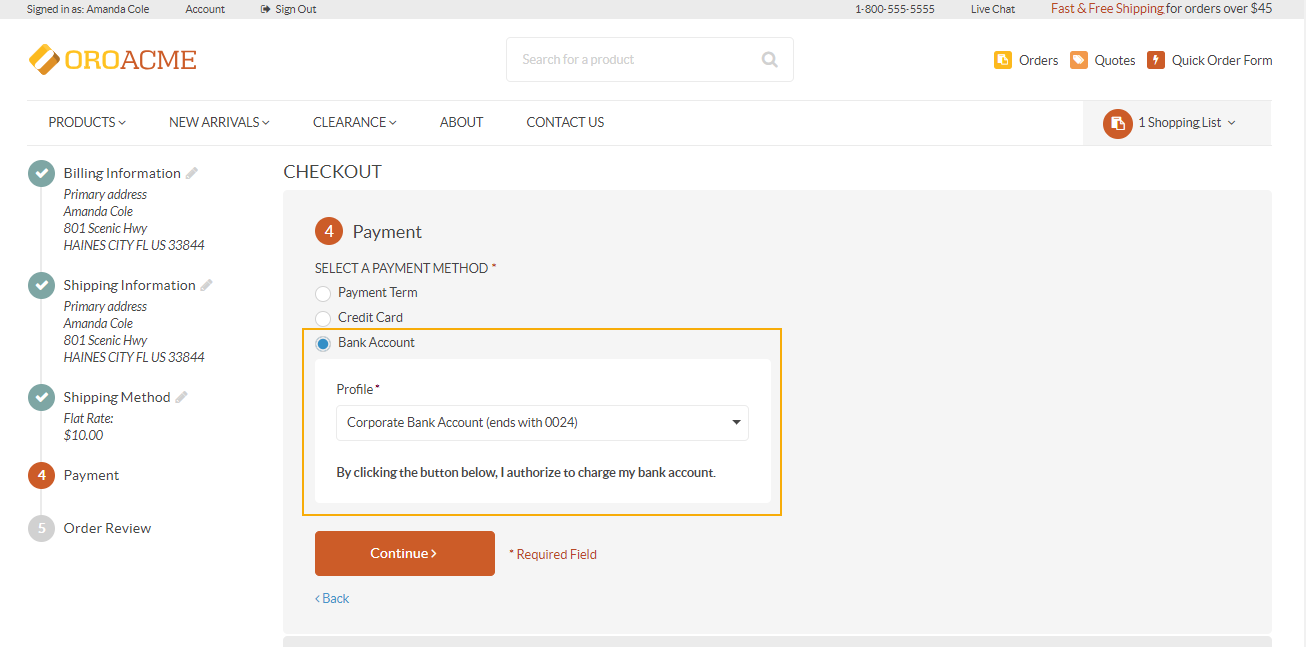 Signed in as: Amanda Cole Account Sign Out 1-800-555-5555 Live Chat Fast & Free Shipping for orders over $45
OROACME
Search for a product
Orders Quotes Quick Order Form
PRODUCTS NEW ARRIVALS CLEARANCE ABOUT CONTACT US
1 Shopping List
Billing Information
Primary address
Amanda Cole
801 Scenic Hwy
HAINES CITY FL US 33844
Shipping Information
Primary address
Amanda Cole
801 Scenic Hwy
HAINES CITY FL US 33844
Shipping Method
Flat Rate:
$10.00
4 Payment
5 Order Review
CHECKOUT
4 Payment
SELECT A PAYMENT METHOD *
Payment Term
Credit Card
Bank Account
Profile *
Corporate Bank Account (ends with 0024)
By clicking the button below, I authorize to charge my bank account.
Continue >
* Required Field
< Back